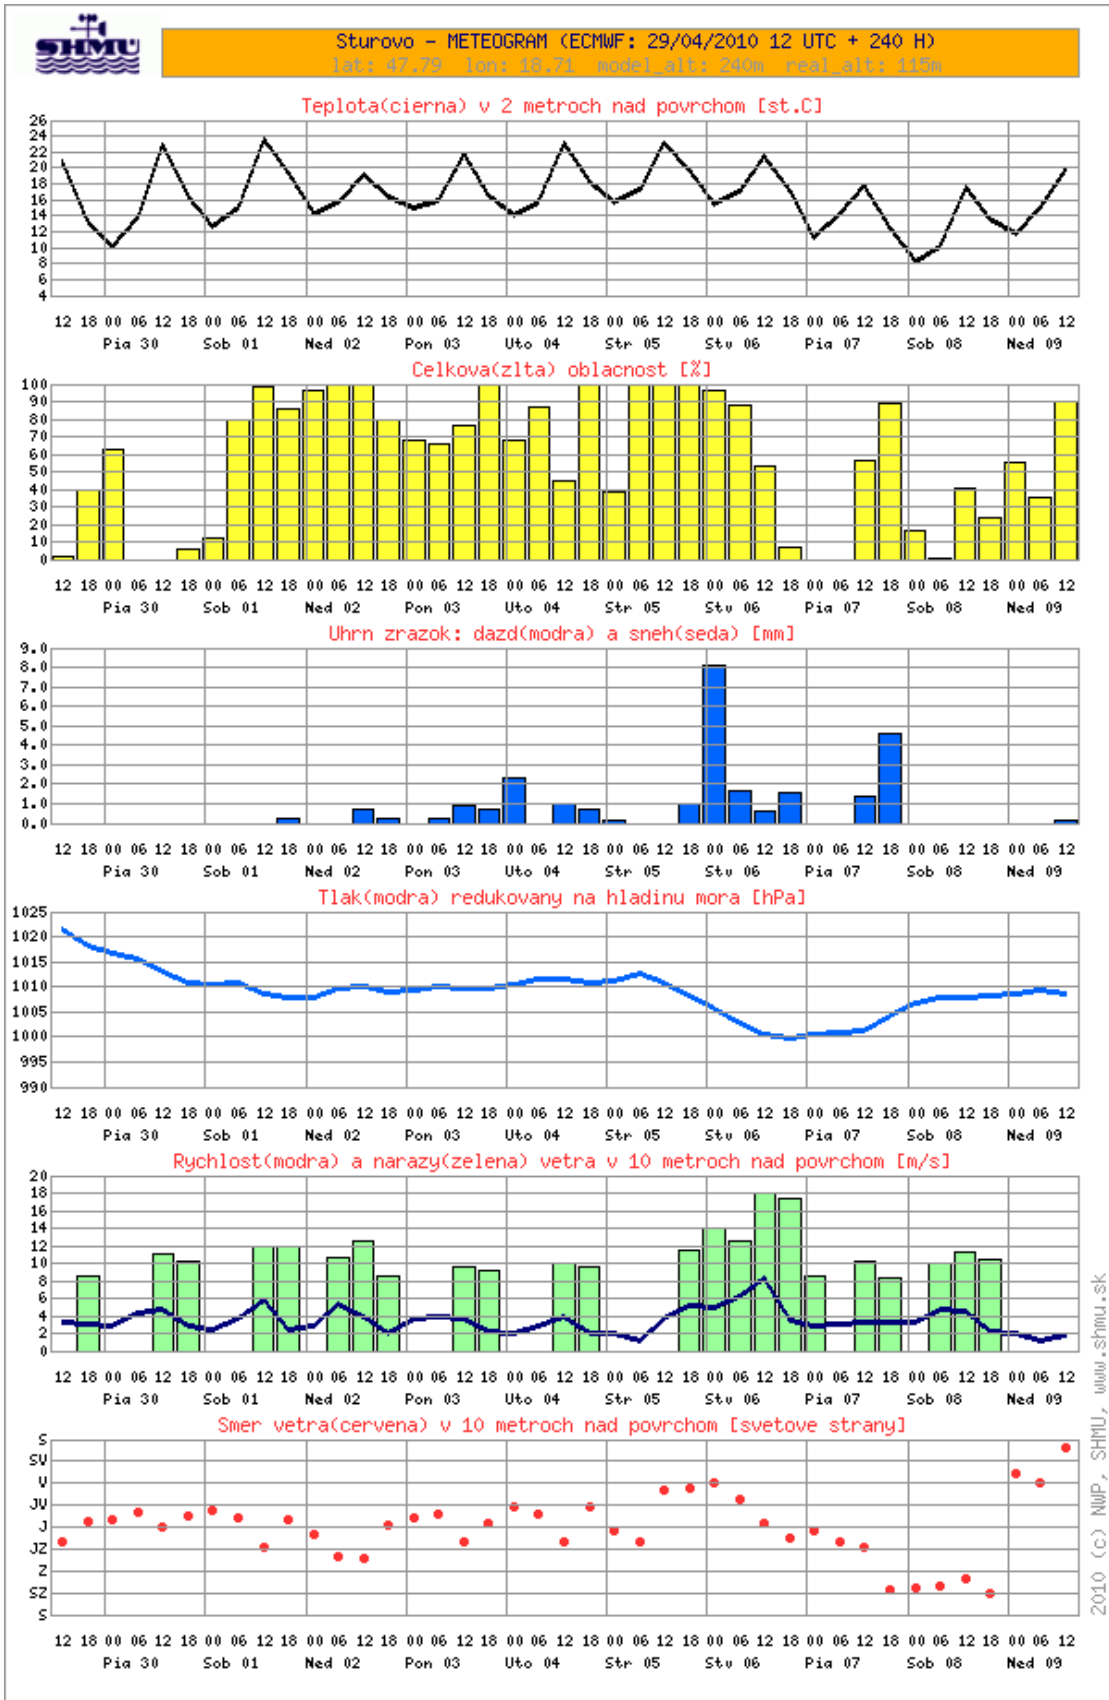 SHMU
Sturovo - METEOGRAM (ECMWF: 29/04/2010 12 UTC + 240 H)
lat: 47.79 lon: 18.71 model_alt: 240m real_alt: 115m
Teplota(cierna) v 2 metroch nad povrchom [st.C]
26
24
22
20
18
16
14
12
10
8
6
4
12 18 00 06 12 18 00 06 12 18 00 06 12 18 00 06 12 18 00 06 12 18 00 06 12 18 00 06 12 18 00 06 12 18 00 06 12 18 00 06 12
Pia 30 Sob 01 Ned 02 Pon 03 Uto 04 Str 05 Stv 06 Pia 07 Sob 08 Ned 09
Celkova(zlta) oblacnost [%]
100
90
80
70
60
50
40
30
20
10
0
12 18 00 06 12 18 00 06 12 18 00 06 12 18 00 06 12 18 00 06 12 18 00 06 12 18 00 06 12 18 00 06 12 18 00 06 12 18 00 06 12
Pia 30 Sob 01 Ned 02 Pon 03 Uto 04 Str 05 Stv 06 Pia 07 Sob 08 Ned 09
Uhrn zrazok: dazd(modra) a sneh(seda) [mm]
9.0
8.0
7.0
6.0
5.0
4.0
3.0
2.0
1.0
0.0
12 18 00 06 12 18 00 06 12 18 00 06 12 18 00 06 12 18 00 06 12 18 00 06 12 18 00 06 12 18 00 06 12 18 00 06 12 18 00 06 12
Pia 30 Sob 01 Ned 02 Pon 03 Uto 04 Str 05 Stv 06 Pia 07 Sob 08 Ned 09
Tlak(modra) redukovany na hladinu mora [hPa]
1025
1020
1015
1010
1005
1000
995
990
12 18 00 06 12 18 00 06 12 18 00 06 12 18 00 06 12 18 00 06 12 18 00 06 12 18 00 06 12 18 00 06 12 18 00 06 12 18 00 06 12
Pia 30 Sob 01 Ned 02 Pon 03 Uto 04 Str 05 Stv 06 Pia 07 Sob 08 Ned 09
Rychlost(modra) a narazy(zelena) vetra v 10 metroch nad povrchom [m/s]
20
18
16
14
12
10
8
6
4
2
0
12 18 00 06 12 18 00 06 12 18 00 06 12 18 00 06 12 18 00 06 12 18 00 06 12 18 00 06 12 18 00 06 12 18 00 06 12 18 00 06 12
Pia 30 Sob 01 Ned 02 Pon 03 Uto 04 Str 05 Stv 06 Pia 07 Sob 08 Ned 09
Smer vetra(cervena) v 10 metroch nad povrchom [svetove strany]
S
SV
V
JV
J
JZ
Z
SZ
S
12 18 00 06 12 18 00 06 12 18 00 06 12 18 00 06 12 18 00 06 12 18 00 06 12 18 00 06 12 18 00 06 12 18 00 06 12 18 00 06 12
Pia 30 Sob 01 Ned 02 Pon 03 Uto 04 Str 05 Stv 06 Pia 07 Sob 08 Ned 09
2010 (c) NWP, SHMU, www.shmu.sk